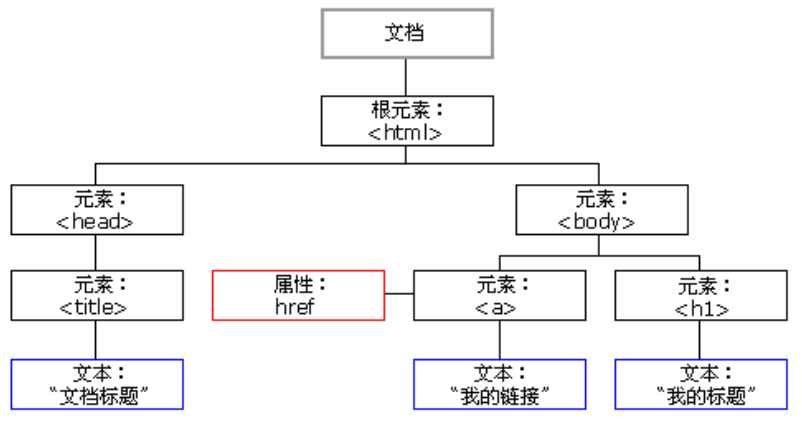 文档
根元素：
<html>
元素：
<head>
元素：
<body>
元素：
<title>
属性：
href
元素：
<a>
元素：
<h1>
文本：
“文档标题”
文本：
“我的链接”
文本：
“我的标题”